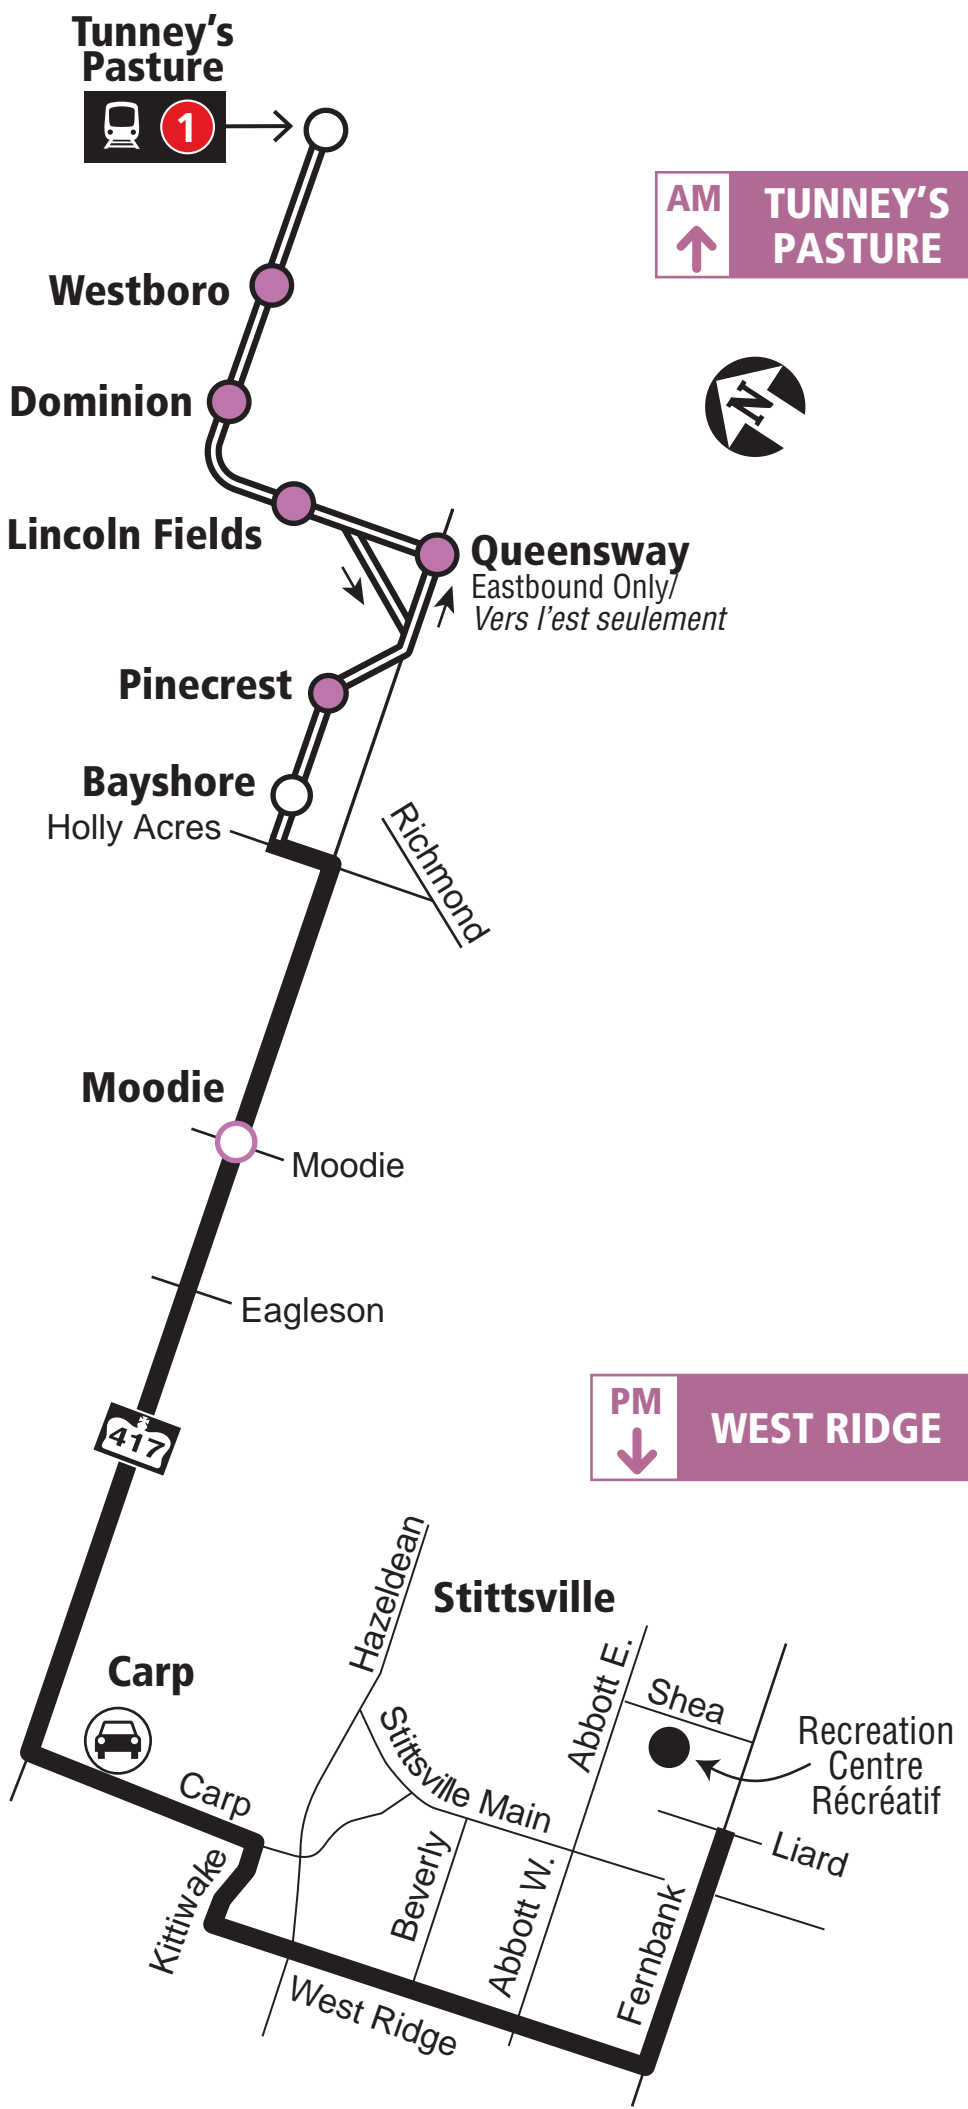 Tunney's
Pasture
1
AM
TUNNEY'S
PASTURE
Westboro
N
Dominion
Lincoln Fields
Queensway
Eastbound Only/
Vers l'est seulement
Pinecrest
Bayshore
Holly Acres
Richmond
Moodie
Moodie
Eagleson
PM
WEST RIDGE
417
Hazeldean
Stittsville
Abbott E.
Carp
Shea
Stittsville Main
Recreation
Centre
Récréatif
Carp
Liard
Kittiwake
Beverly
Abbott W.
Fernbank
West Ridge